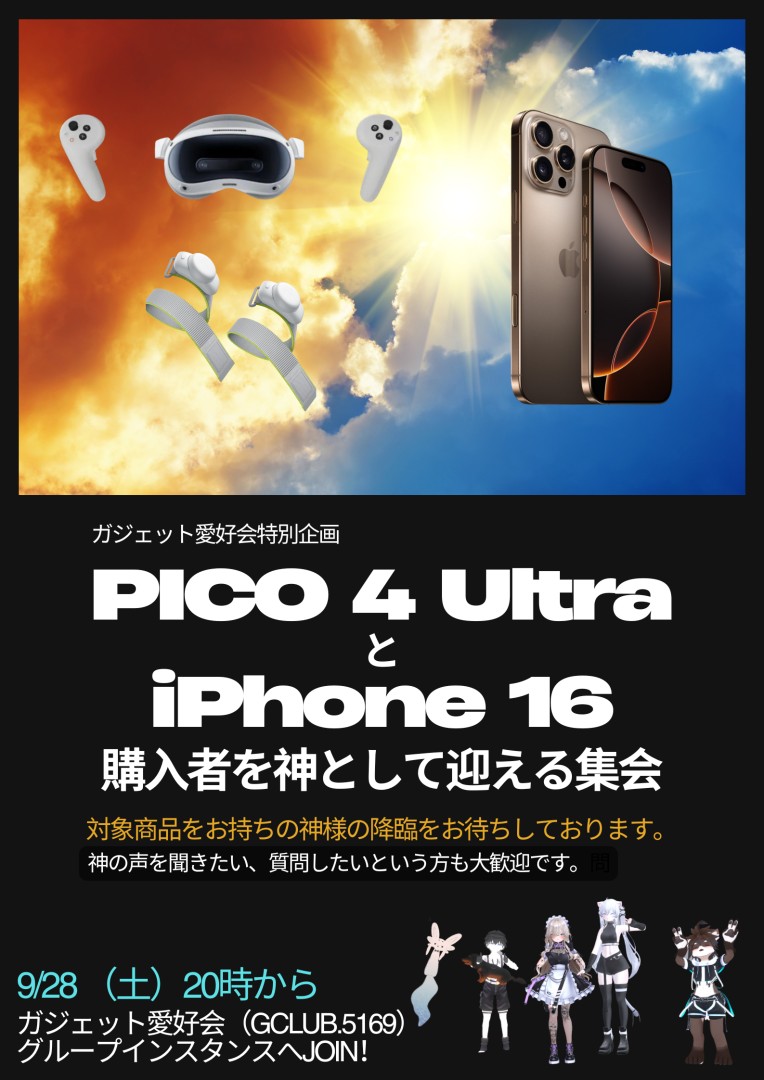 ガジェット愛好会特別企画
PICO 4 Ultra
と
iPhone 16
購入者を神として迎える集会
対象商品をお持ちの神様の降臨をお待ちしております。
神の声を聞きたい、質問したいという方も大歓迎です。問
9/28 （土）20時から
ガジェット愛好会（GCLUB.5169）
グループインスタンスへJOIN！